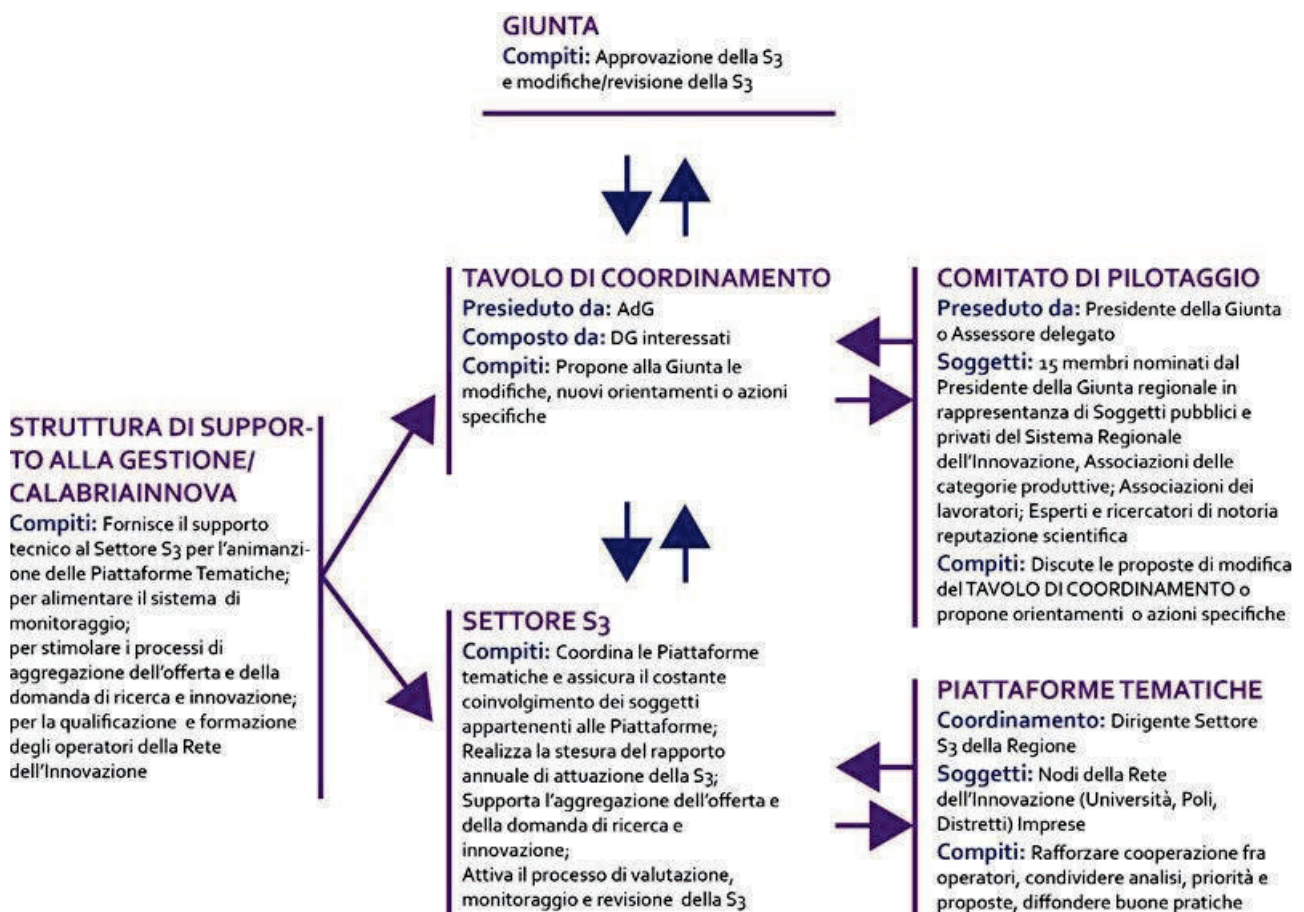 GIUNTA
Compiti: Approvazione della S3
e modifiche/revisione della S3
TAVOLO DI COORDINAMENTO
Presieduto da: AdG
Composto da: DG interessati
Compiti: Propone alla Giunta le
modifiche, nuovi orientamenti o azioni
specifiche
COMITATO DI PILOTAGGIO
Preseduto da: Presidente della Giunta
o Assessore delegato
Soggetti: 15 membri nominati dal
Presidente della Giunta regionale in
rappresentanza di Soggetti pubblici e
privati del Sistema Regionale
dell'Innovazione, Associazioni delle
categorie produttive; Associazioni dei
lavoratori; Esperti e ricercatori di notoria
reputazione scientifica
Compiti: Discute le proposte di modifica
del TAVOLO DI COORDINAMENTO o
propone orientamenti o azioni specifiche
STRUTTURA DI SUPPOR-
TO ALLA GESTIONE/
CALABRIAINNOVA
Compiti: Fornisce il supporto
tecnico al Settore S3 per l'animanzi-
one delle Piattaforme Tematiche;
per alimentare il sistema di
monitoraggio;
per stimolare i processi di
aggregazione dell'offerta e della
domanda di ricerca e innovazione;
per la qualificazione e formazione
degli operatori della Rete
dell'Innovazione
SETTORE S3
Compiti: Coordina le Piattaforme
tematiche e assicura il costante
coinvolgimento dei soggetti
appartenenti alle Piattaforme;
Realizza la stesura del rapporto
annuale di attuazione della S3;
Supporta l'aggregazione dell'offerta e
della domanda di ricerca e
innovazione;
Attiva il processo di valutazione,
monitoraggio e revisione della S3
PIATTAFORME TEMATICHE
Coordinamento: Dirigente Settore
S3 della Regione
Soggetti: Nodi della Rete
dell'Innovazione (Università, Poli,
Distretti) Imprese
Compiti: Rafforzare cooperazione fra
operatori, condividere analisi, priorità e
proposte, diffondere buone pratiche